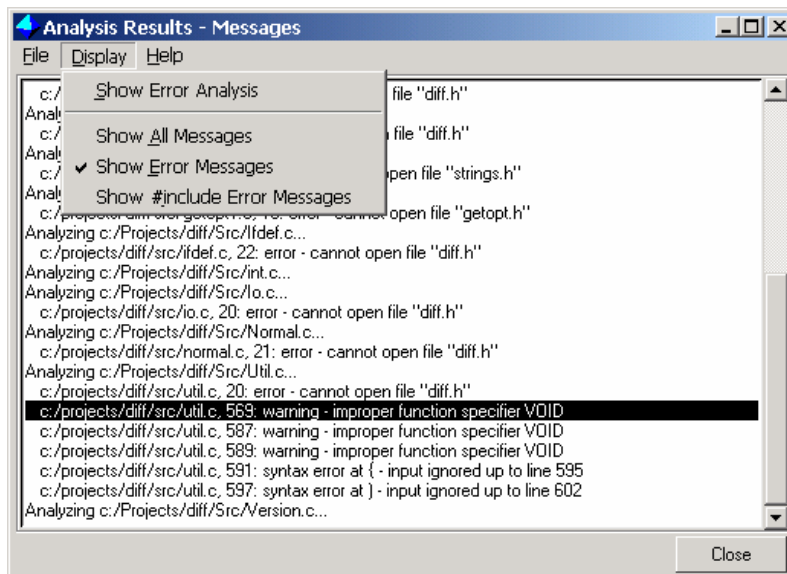 Analysis Results - Messages
File Display Help
Show Error Analysis
Show All Messages
Show Error Messages
Show #include Error Messages
c:/ file "diff.h"
Analy
c:/ file "diff.h"
Analy
c:/ open file "strings.h"
Analy
c:/ open file "getopt.h"
Analyzing c:/Projects/diff/Src/Ifdef.c...
c:/projects/diff/src/ifdef.c, 22: error - cannot open file "diff.h"
Analyzing c:/Projects/diff/Src/int.c...
Analyzing c:/Projects/diff/Src/Io.c...
c:/projects/diff/src/io.c, 20: error - cannot open file "diff.h"
Analyzing c:/Projects/diff/Src/Normal.c...
c:/projects/diff/src/normal.c, 21: error - cannot open file "diff.h"
Analyzing c:/Projects/diff/Src/Util.c...
c:/projects/diff/src/util.c, 20: error - cannot open file "diff.h"
c:/projects/diff/src/util.c, 569: warning - improper function specifier VOID
c:/projects/diff/src/util.c, 587: warning - improper function specifier VOID
c:/projects/diff/src/util.c, 589: warning - improper function specifier VOID
c:/projects/diff/src/util.c, 591: syntax error at { - input ignored up to line 595
c:/projects/diff/src/util.c, 597: syntax error at } - input ignored up to line 602
Analyzing c:/Projects/diff/Src/Version.c...
Close